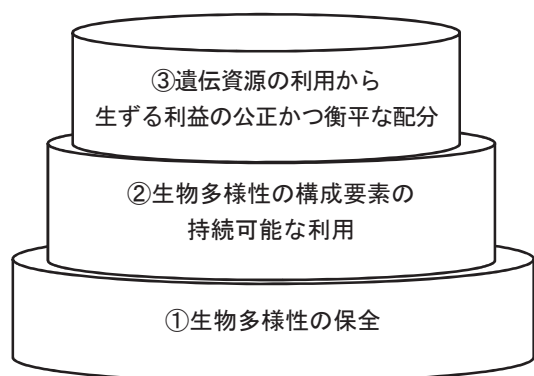 ③遺伝資源の利用から
生ずる利益の公正かつ衡平な配分
②生物多様性の構成要素の
持続可能な利用
①生物多様性の保全